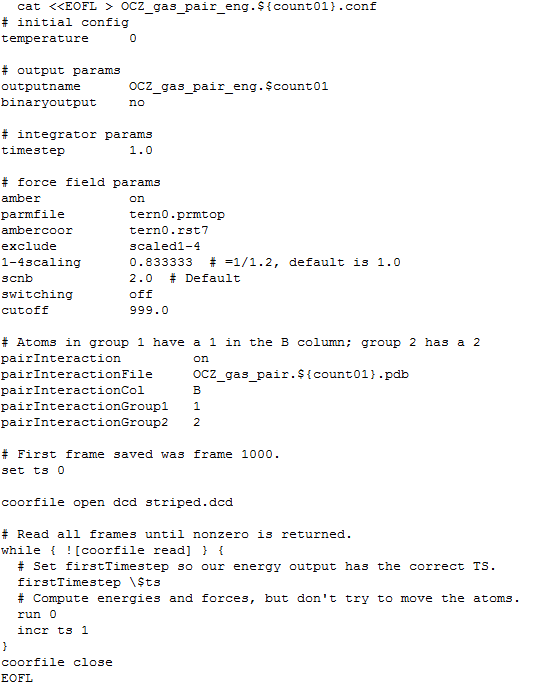 cat <<EOFL > OCZ_gas_pair_eng.${count01}.conf
# initial config
temperature     0
# output params
outputname      OCZ_gas_pair_eng.$count01
binaryoutput    no
# integrator params
timestep        1.0
# force field params
amber           on
parmfile        tern0.prmtop
ambercoor       tern0.rst7
exclude         scaled1-4
1-4scaling      0.833333  # =1/1.2, default is 1.0
scnb            2.0  # Default
switching       off
cutoff          999.0
# Atoms in group 1 have a 1 in the B column; group 2 has a 2
pairInteraction         on
pairInteractionFile     OCZ_gas_pair.${count01}.pdb
pairInteractionCol      B
pairInteractionGroup1   1
pairInteractionGroup2   2
# First frame saved was frame 1000.
set ts 0
coorfile open dcd striped.dcd
# Read all frames until nonzero is returned.
while { ![coorfile read] } {
  # Set firstTimestep so our energy output has the correct TS.
  firstTimestep \$ts
  # Compute energies and forces, but don't try to move the atoms.
  run 0
  incr ts 1
}
coorfile close
EOFL